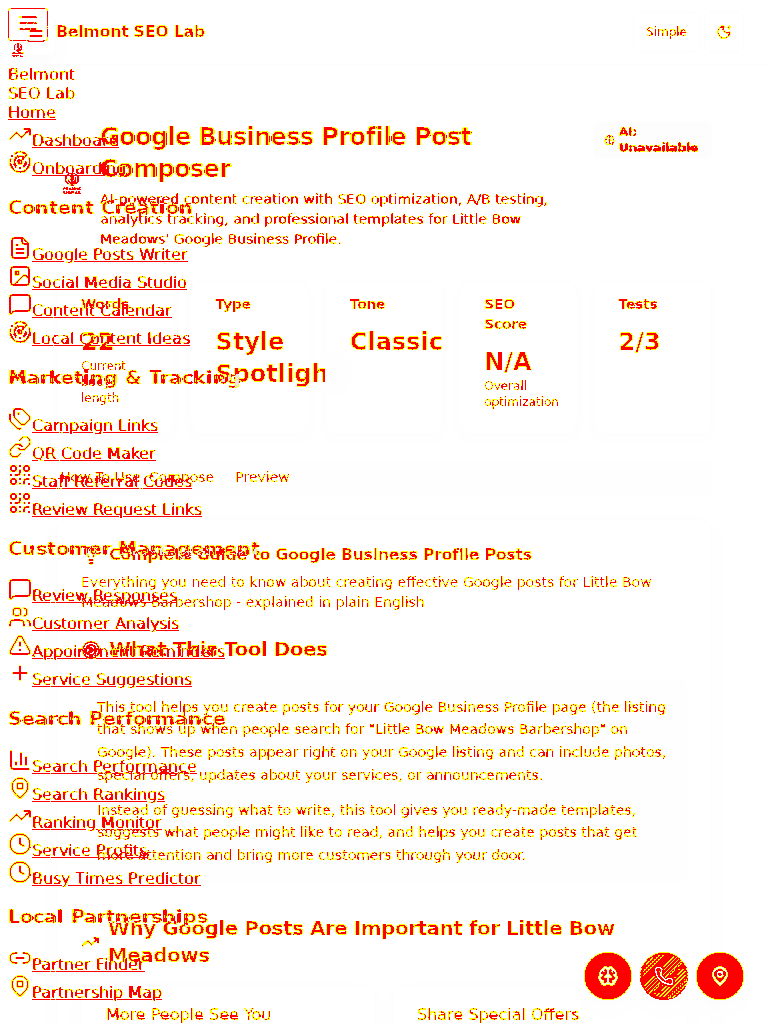 Belmont SEO Lab
Simple
Belmont
SEO Lab
Home
Dashboard
Onboarding
Content Creation
Google Posts Writer
Social Media Studio
Content Calendar
Local Content Ideas
Marketing & Tracking
Campaign Links
QR Code Maker
Staff Referral Codes
Review Request Links
Customer Management
Review Responses
Customer Analysis
Appointment Reminders
Service Suggestions
Search Performance
Search Performance
Search Rankings
Ranking Monitor
Service Profits
Busy Times Predictor
Local Partnerships
Partner Finder
Partnership Map
Google Business Profile Post
Composer
AI:
Unavailable
AI-powered content creation with SEO optimization, A/B testing,
analytics tracking, and professional templates for Little Bow
Meadows' Google Business Profile.
Words
22
Current
length
Type
Style
Spotligh
Tone
Classic
SEO
Score
N/A
Overall
optimization
Tests
2/3
How To Use
Compose
Preview
Complete Guide to Google Business Profile Posts
Everything you need to know about creating effective Google posts for Little Bow
Meadows Barbershop - explained in plain English
What This Tool Does
This tool helps you create posts for your Google Business Profile page (the listing
that shows up when people search for "Little Bow Meadows Barbershop" on
Google). These posts appear right on your Google listing and can include photos,
special offers, updates about your services, or announcements.
Instead of guessing what to write, this tool gives you ready-made templates,
suggests what people might like to read, and helps you create posts that get
more attention and bring more customers through your door.
Why Google Posts Are Important for Little Bow
Meadows
More People See You
Share Special Offers